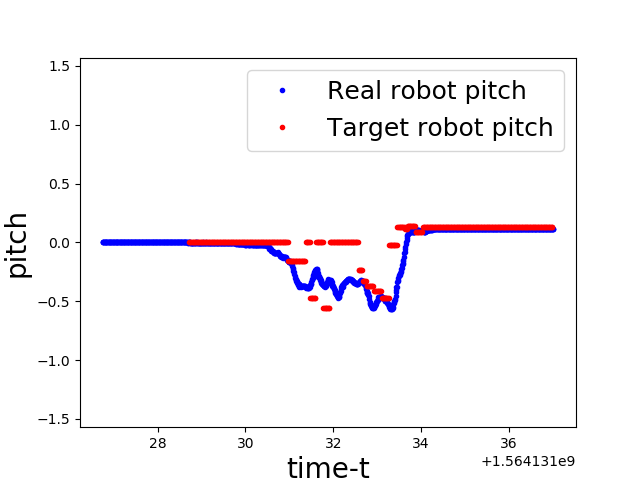 1.5
1.0
0.5
0.0
−0.5
−1.0
−1.5
pitch
Real robot pitch
Target robot pitch
28 30 32 34 36
time-t
+1.564131e9